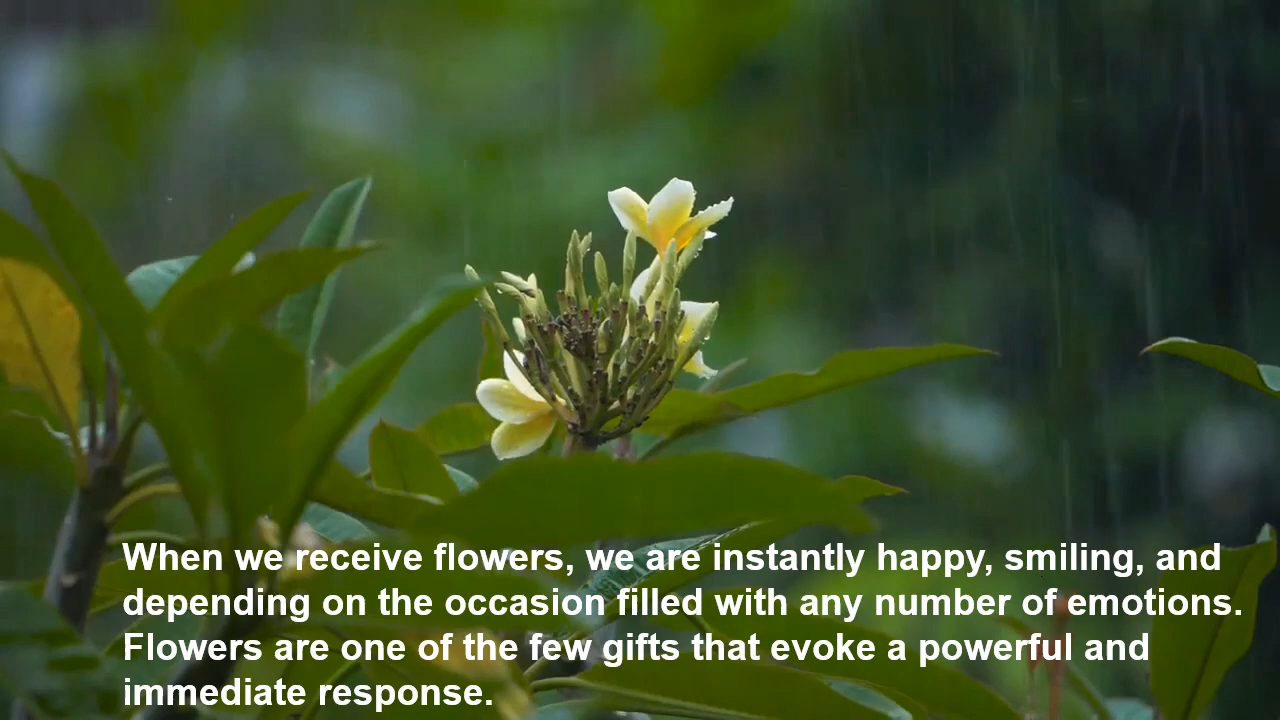 When we receive flowers, we are instantly happy, smiling, and
depending on the occasion filled with any number of emotions.
Flowers are one of the few gifts that evoke a powerful and
immediate response.